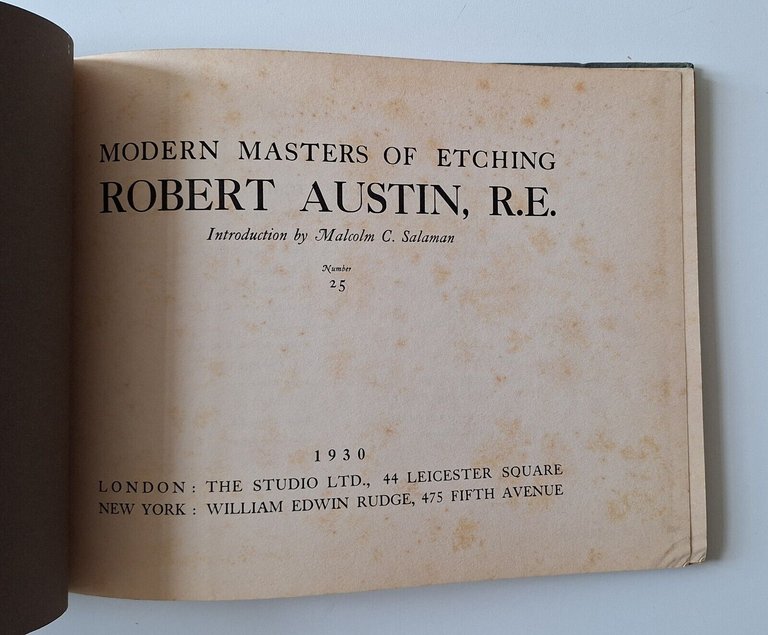 MODERN MASTERS OF ETCHING
ROBERT AUSTIN, R.E.
Introduction by Malcolm C. Salaman
Number
25
1930
LONDON : THE STUDIO LTD., 44 LEICESTER SQUARE
NEW YORK : WILLIAM EDWIN RUDGE, 475 FIFTH AVENUE